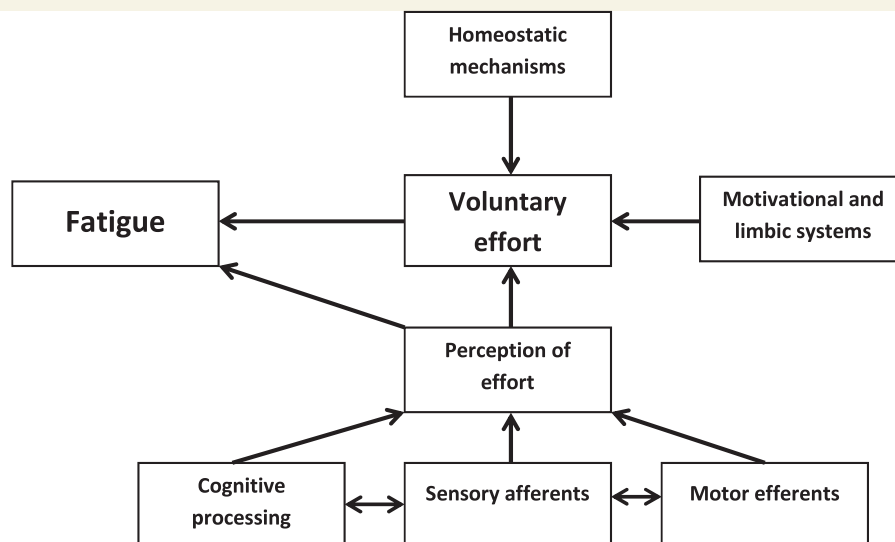 Homeostatic
mechanisms
Fatigue
Voluntary
effort
Motivational and
limbic systems
Perception of
effort
Cognitive
processing
Sensory afferents
Motor efferents